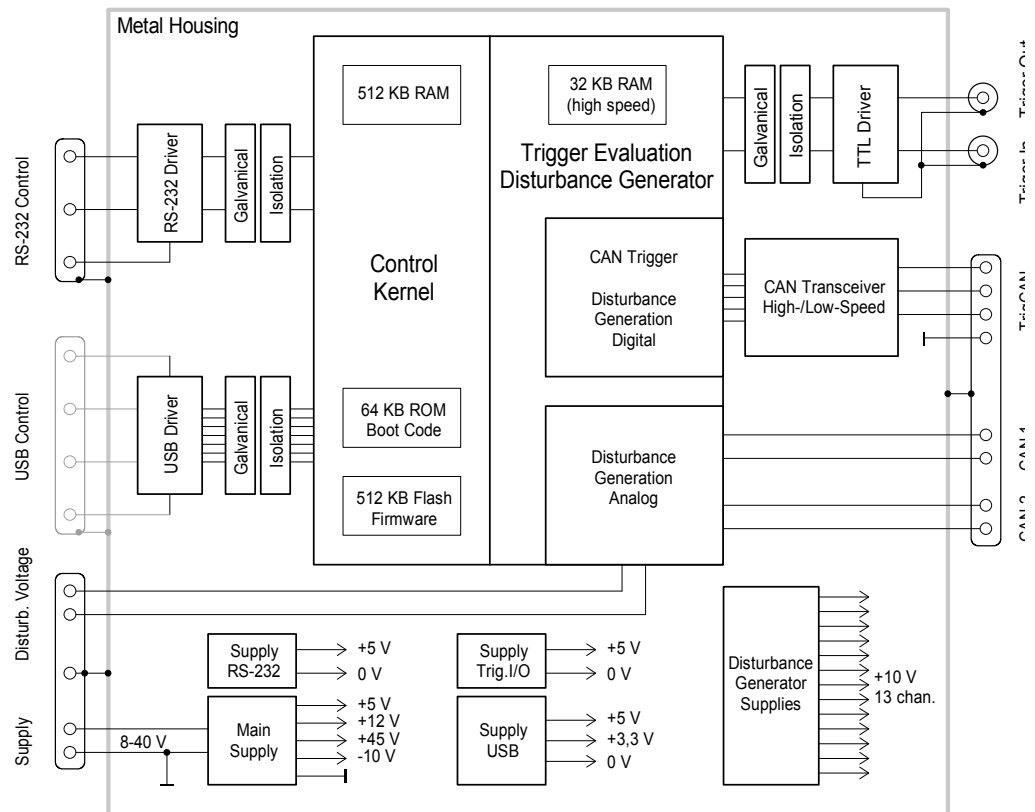 Metal Housing
512 KB RAM
32 KB RAM
(high speed)
Trigger Evaluation
Disturbance Generator
Galvanical
Isolation
TTL Driver
Trigger In
RS-232 Control
RS-232 Driver
Galvanical
Isolation
Control
Kernel
CAN Trigger
Disturbance
Generation
Digital
CAN Transceiver
High-/Low-Speed
TrigCAN
USB Control
USB Driver
Galvanical
Isolation
64 KB ROM
Boot Code
512 KB Flash
Firmware
Disturbance
Generation
Analog
CAN 1
CAN 2
Disturb. Voltage
Supply
RS-232
+5 V
0 V
Supply
Trig.I/O
+5 V
0 V
Disturbance
Generator
Supplies
+10 V
13 chan.
Supply
8-40 V
Main
Supply
+5 V
+12 V
+45 V
-10 V
Supply
USB
+5 V
+3,3 V
0 V